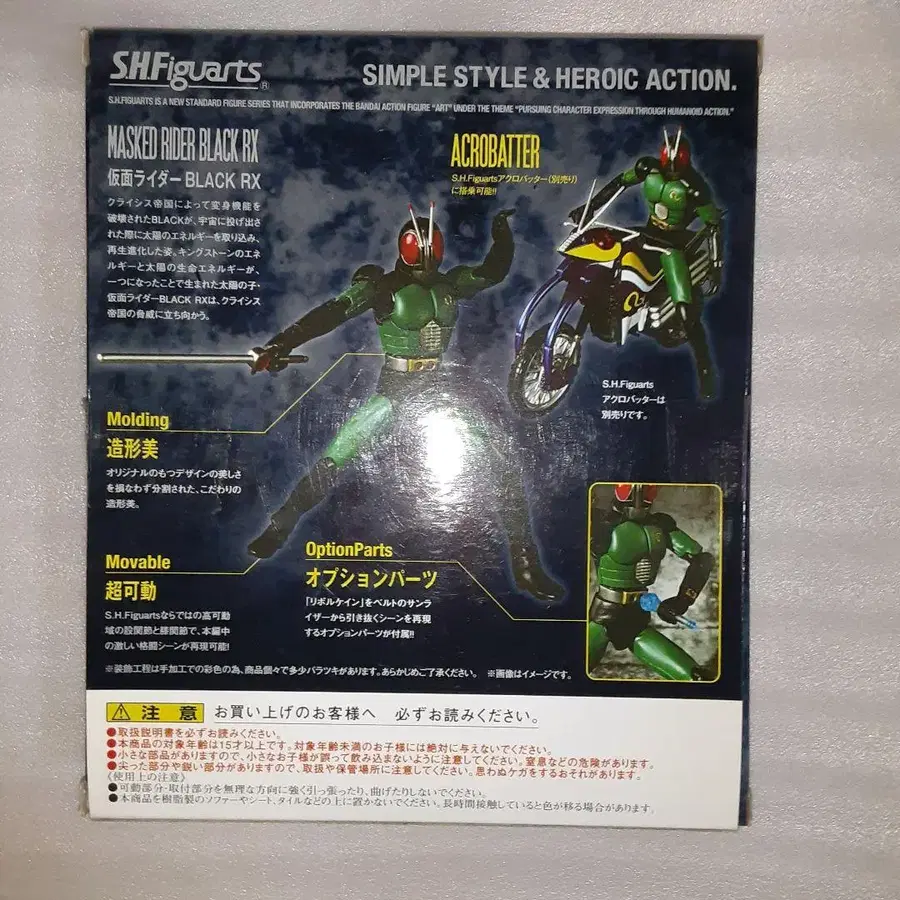 S.H.Figuarts®
SIMPLE STYLE & HEROIC ACTION.
S.H.FIGUARTS IS A NEW STANDARD FIGURE SERIES THAT INCORPORATES THE BANDAI ACTION FIGURE "ART" UNDER THE THEME "PURSUING CHARACTER EXPRESSION THROUGH HUMANOID ACTION."
MASKED RIDER BLACK RX
仮面ライダー BLACK RX
クライシス帝国によって変身機能を
破壊されたBLACKが、宇宙に投げ出さ
れた際に太陽のエネルギーを取り込み、
再生進化した姿。キングストーンのエネ
ルギーと太陽の生命エネルギーが、
一つになったことで生まれた太陽の子・
仮面ライダーBLACK RXは、クライシス
帝国の脅威に立ち向かう。
ACROBATTER
S.H.Figuartsアクロバッター(別売り)
に搭乗可能!!
S.H.Figuarts
アクロバッターは
別売りです。
Molding
造形美
オリジナルのもつデザインの美しさ
を損なわず分割された、こだわりの
造形美。
Movable
超可動
S.H.Figuartsならではの高可動
域の股関節と膝関節で、本編中
の激しい格闘シーンが再現可能!
OptionParts
オプションパーツ
「リボルケイン」をベルトのサンラ
イザーから引き抜くシーンを再現
するオプションパーツが付属!!
※装飾工程は手加工での彩色の為、商品個々で多少バラツキがあります。あらかじめご了承ください。 ※画像はイメージです。
注意 お買い上げのお客様へ 必ずお読みください。
●取扱説明書を必ずお読みください。
●本商品の対象年齢は15才以上です。対象年齢未満のお子様には絶対に与えないでください。
●小さな部品がありますので、小さなお子様が誤って飲み込まないように注意してください。窒息などの危険があります。
●尖った部分や鋭い部分がありますので、取扱や保管場所に注意してください。思わぬケガをするおそれがあります。
〈使用上の注意〉
●可動部分・取付部分を無理な方向に強く引っ張ったり、曲げたりしないでください。
●本商品を樹脂製のソファーやシート、タイルなどの上に置かないでください。長時間接触していると色が移る場合があります。